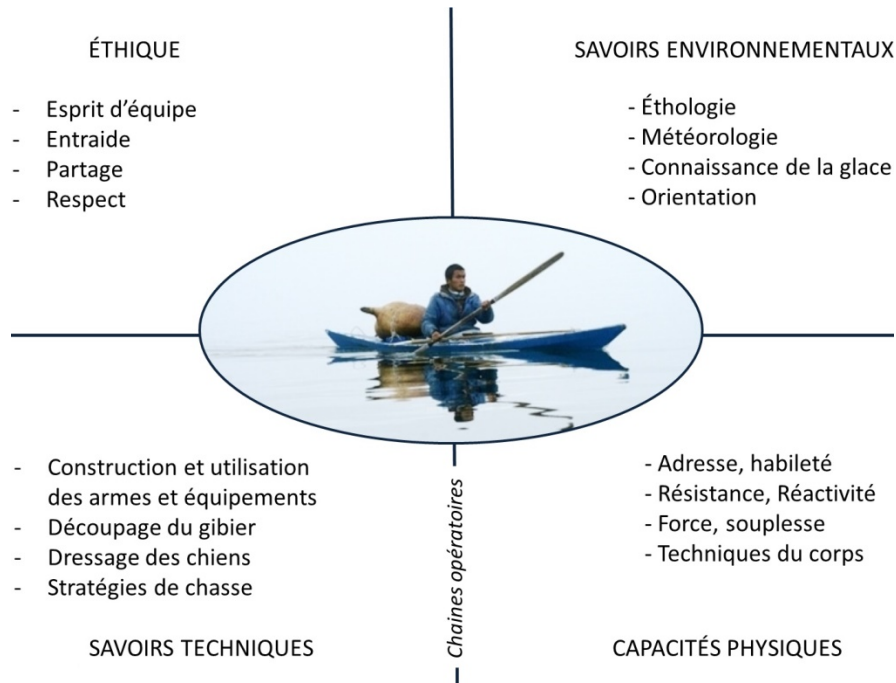 ÉTHIQUE
- Esprit d'équipe
- Entraide
- Partage
- Respect
SAVOIRS ENVIRONNEMENTAUX
- Éthologie
- Météorologie
- Connaissance de la glace
- Orientation
- Construction et utilisation
des armes et équipements
- Découpage du gibier
- Dressage des chiens
- Stratégies de chasse
SAVOIRS TECHNIQUES
Chaines opératoires
- Adresse, habileté
- Résistance, Réactivité
- Force, souplesse
- Techniques du corps
CAPACITÉS PHYSIQUES